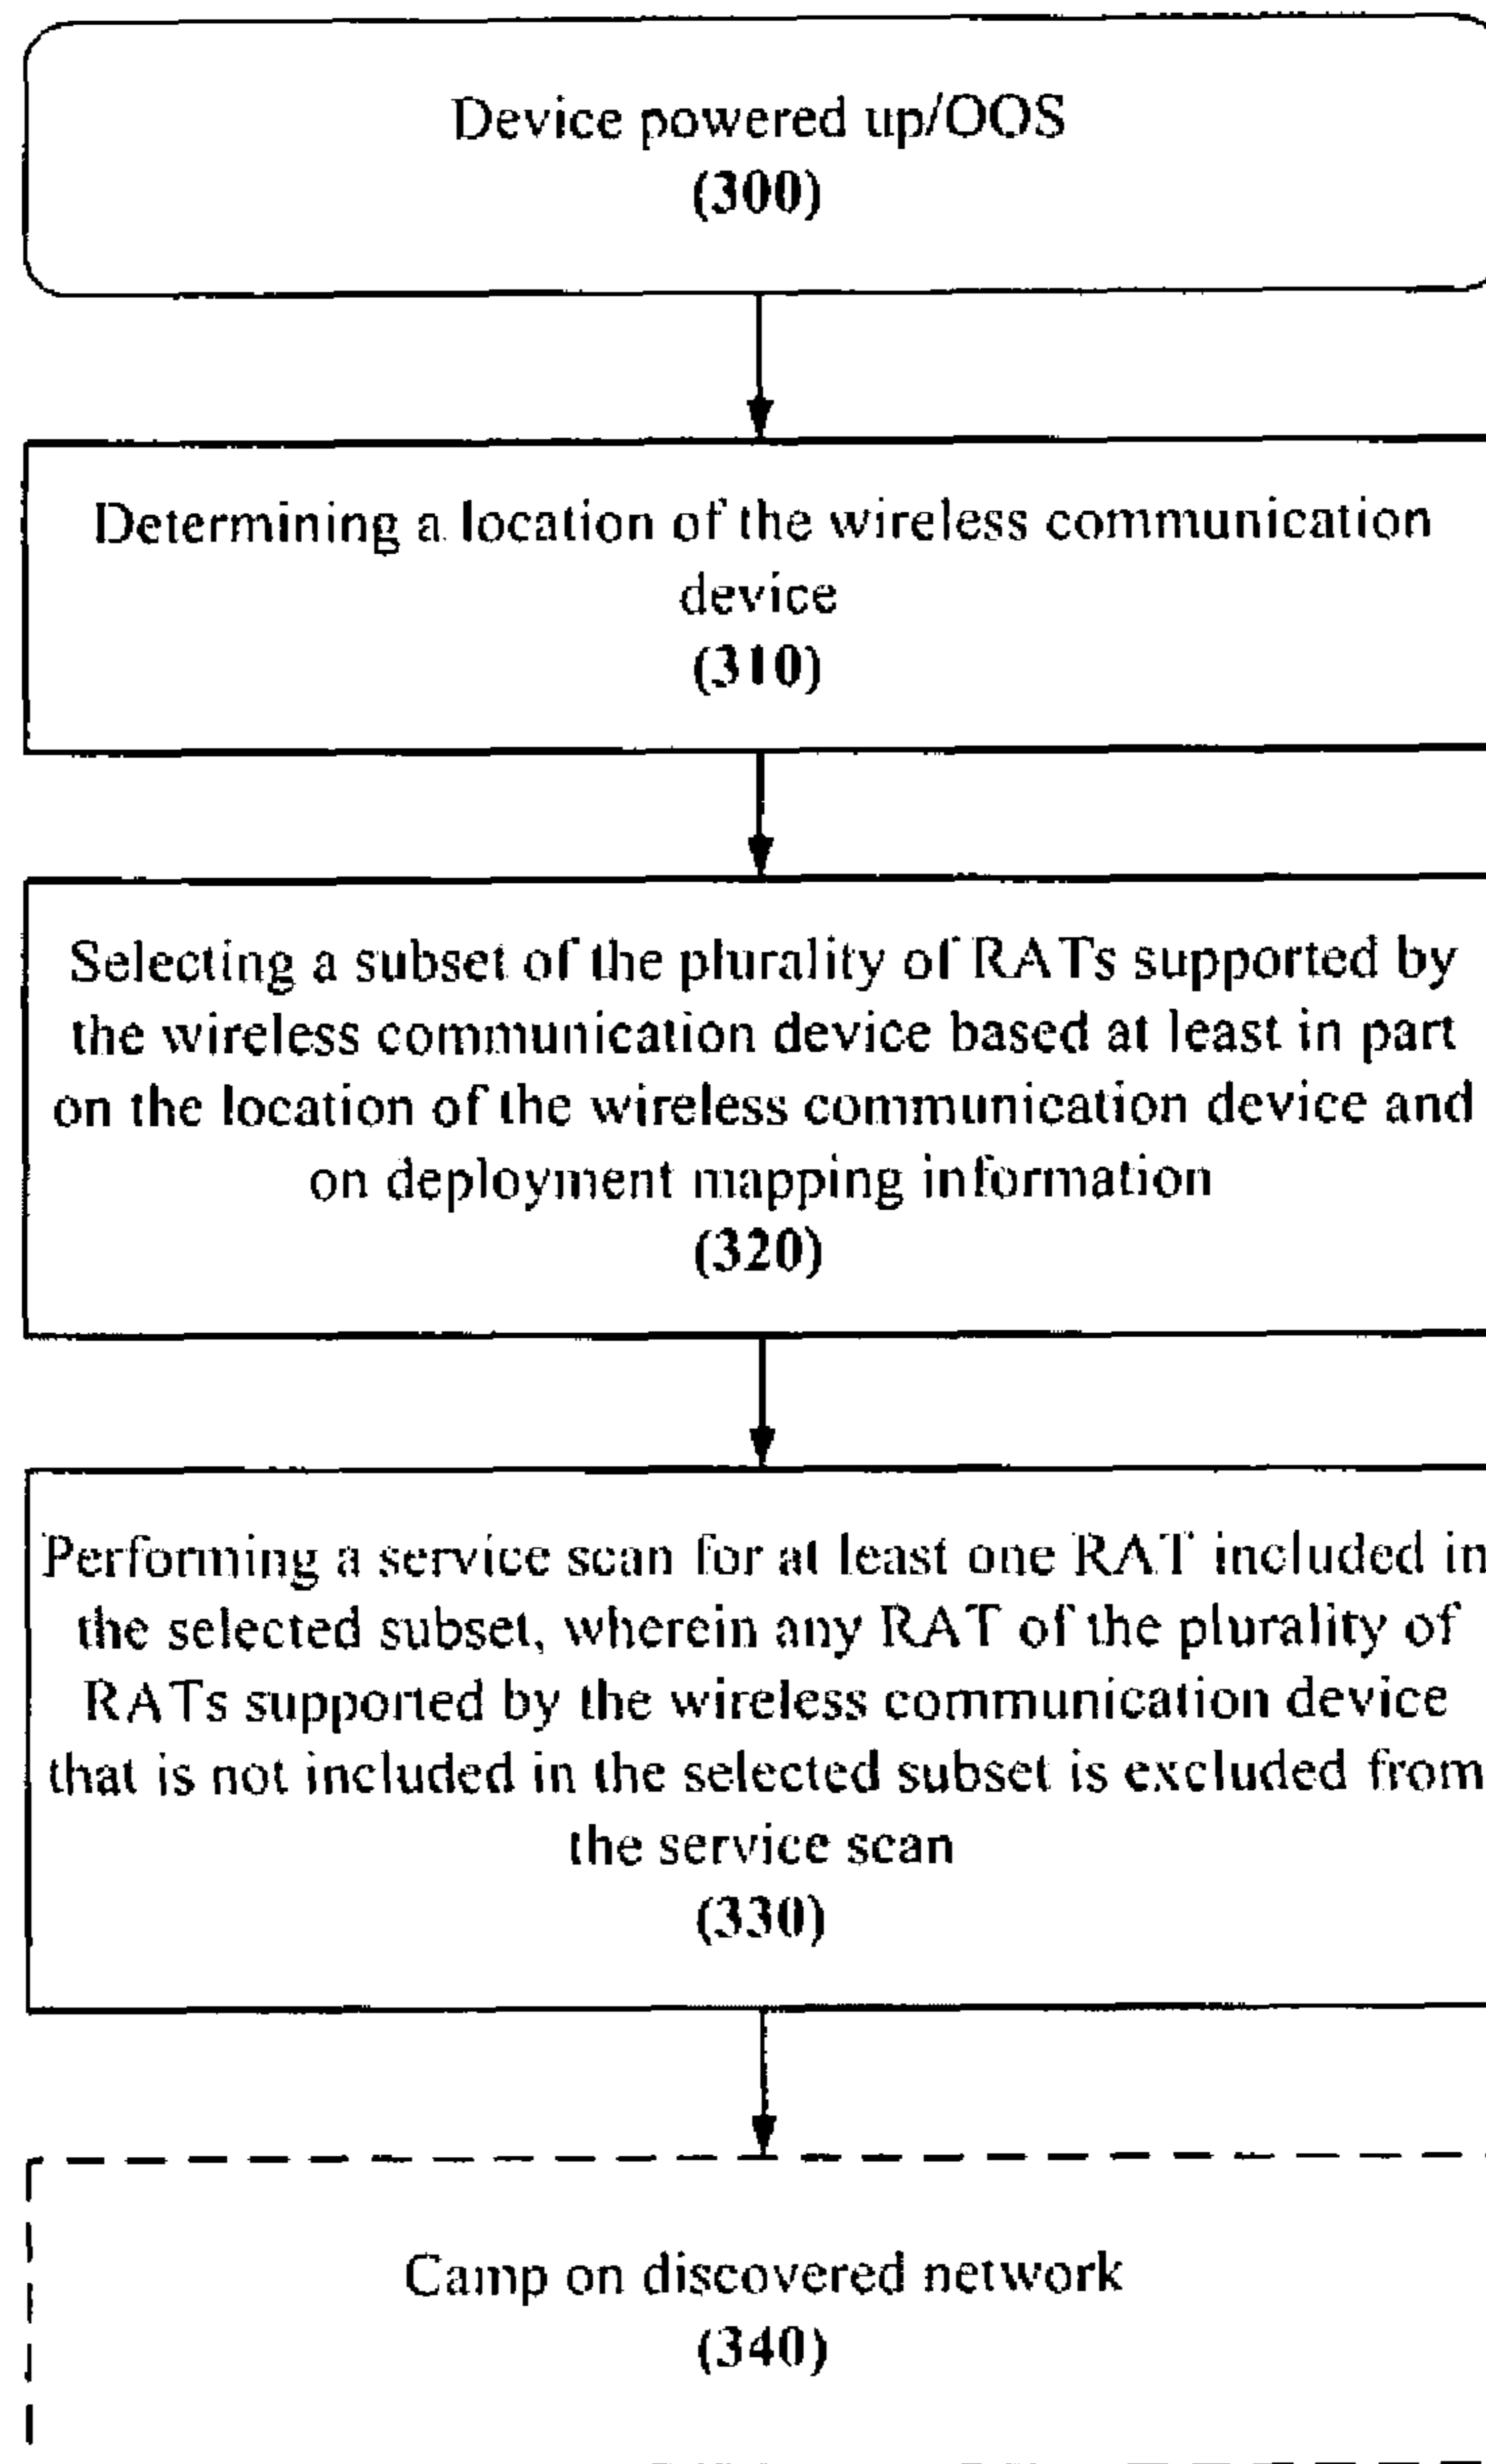 Device powered up/OOS
(300)
Determining a location of the wireless communication
device
(310)
Selecting a subset of the plurality of RATs supported by
the wireless communication device based at least in part
on the location of the wireless communication device and
on deployment mapping information
(320)
Performing a service scan for at least one RAT included in
the selected subset, wherein any RAT of the plurality of
RATs supported by the wireless communication device
that is not included in the selected subset is excluded from
the service scan
(330)
Camp on discovered network
(340)